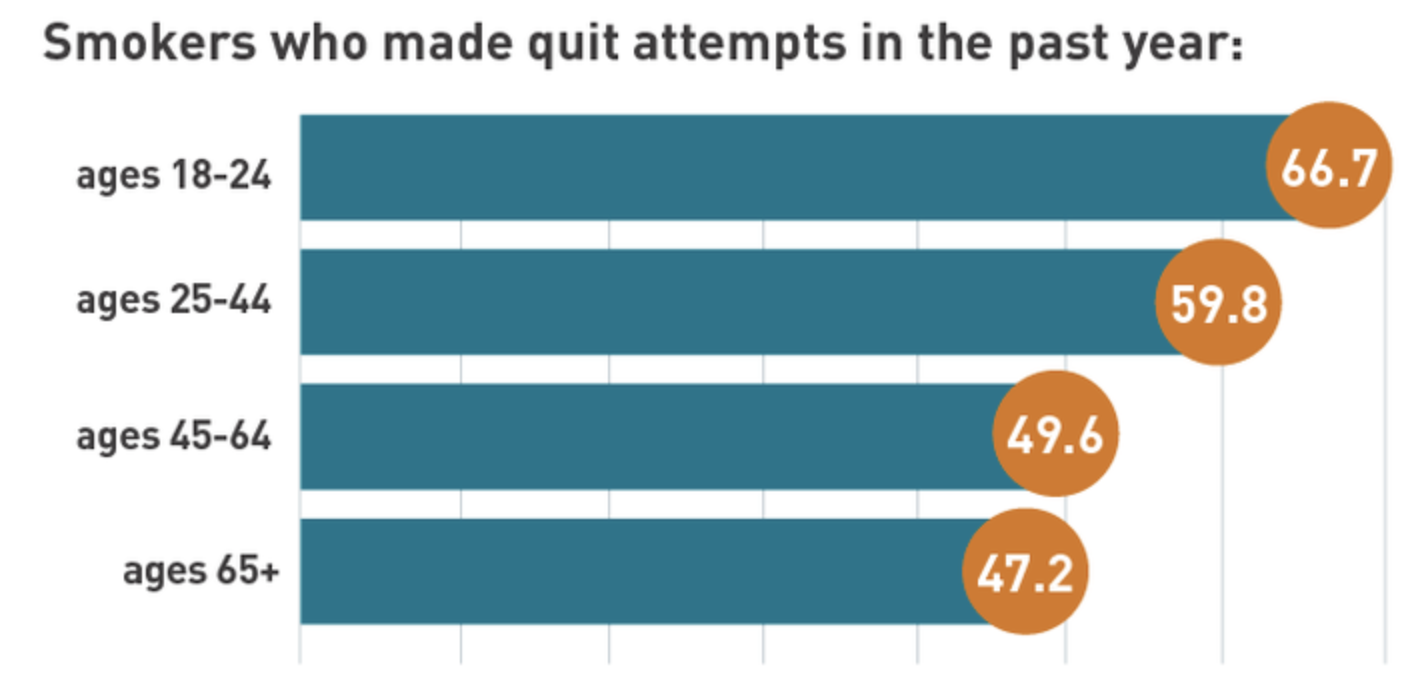 Smokers who made quit attempts in the past year:
ages 18-24 66.7
ages 25-44 59.8
ages 45-64 49.6
ages 65+ 47.2